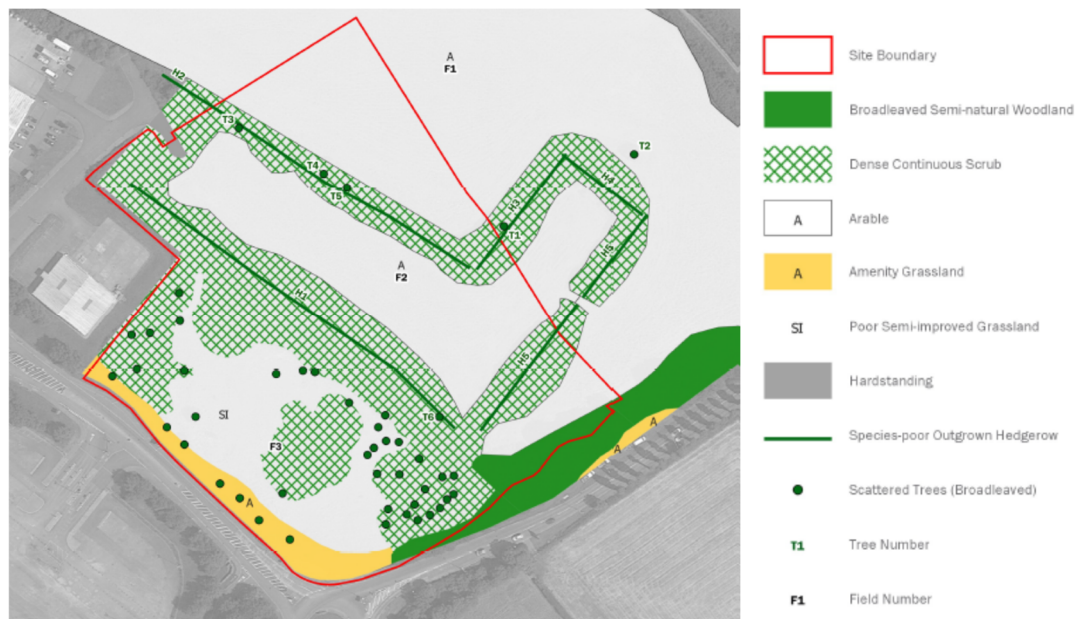 A
F1
H2
T3
T2
T4
T5
H4
H3
T1
H5
A
F2
H1
H5
T6
SI
F3
A
A
A
Site Boundary
Broadleaved Semi-natural Woodland
Dense Continuous Scrub
A Arable
A Amenity Grassland
SI Poor Semi-improved Grassland
Hardstanding
Species-poor Outgrown Hedgerow
Scattered Trees (Broadleaved)
T1 Tree Number
F1 Field Number